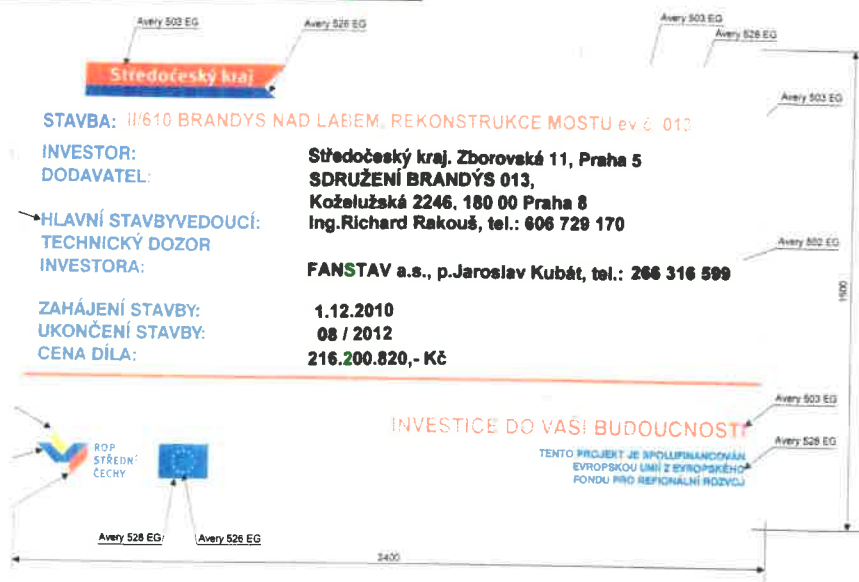 Avery 503 EG
Avery 526 EG
Avery 503 EG
Avery 528 EG
Středočeský kraj
Avery 503 EG
STAVBA: II/610 BRANDÝS NAD LABEM, REKONSTRUKCE MOSTU ev.č. 013
INVESTOR: Středočeský kraj. Zborovská 11, Praha 5
DODAVATEL: SDRUŽENÍ BRANDÝS 013,
Koželužská 2246, 180 00 Praha 8
HLAVNÍ STAVBYVEDOUCÍ: Ing.Richard Rakouš, tel.: 606 729 170
TECHNICKÝ DOZOR
INVESTORA: FANSTAV a.s., p.Jaroslav Kubát, tel.: 266 316 599
Avery 502 EG
1500
ZAHÁJENÍ STAVBY: 1.12.2010
UKONČENÍ STAVBY: 08 / 2012
CENA DÍLA: 216.200.820,- Kč
Avery 503 EG
INVESTICE DO VAŠÍ BUDOUCNOSTI
Avery 528 EG
ROP
STŘEDNÍ
ČECHY
TENTO PROJEKT JE SPOLUFINANCOVÁN
EVROPSKOU UNIÍ Z EVROPSKÉHO
FONDU PRO REGIONÁLNÍ ROZVOJ
Avery 528 EG
Avery 526 EG
2400